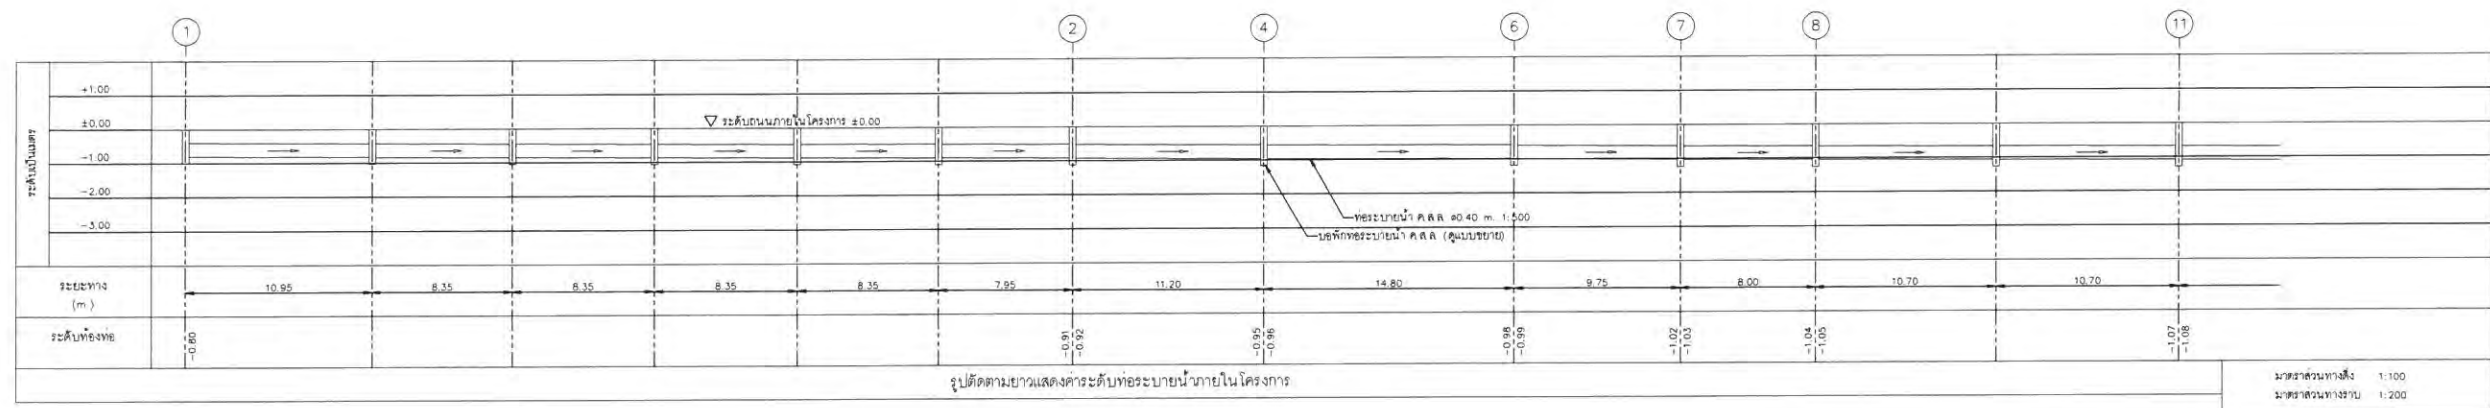 1 2 4 6 7 8 11
ระดับเป็นเมตร
+1.00
±0.00
-1.00
-2.00
-3.00
ระดับถนนภายในโครงการ ±0.00
ท่อระบายน้ำ ค.ส.ล. ø0.40 m. 1:500
บ่อพักท่อระบายน้ำ ค.ส.ล. (ดูแบบขยาย)
ระยะทาง
(m.)
10.95 8.35 8.35 8.35 8.35 7.95 11.20 14.80 9.75 8.00 10.70 10.70
ระดับท้องท่อ
-0.80
-0.91
-0.92
-0.95
-0.96
-0.98
-0.99
-1.02
-1.03
-1.04
-1.05
-1.07
-1.08
รูปตัดตามยาวแสดงค่าระดับท่อระบายน้ำภายในโครงการ
มาตราส่วนทางดิ่ง 1:100
มาตราส่วนทางราบ 1:200